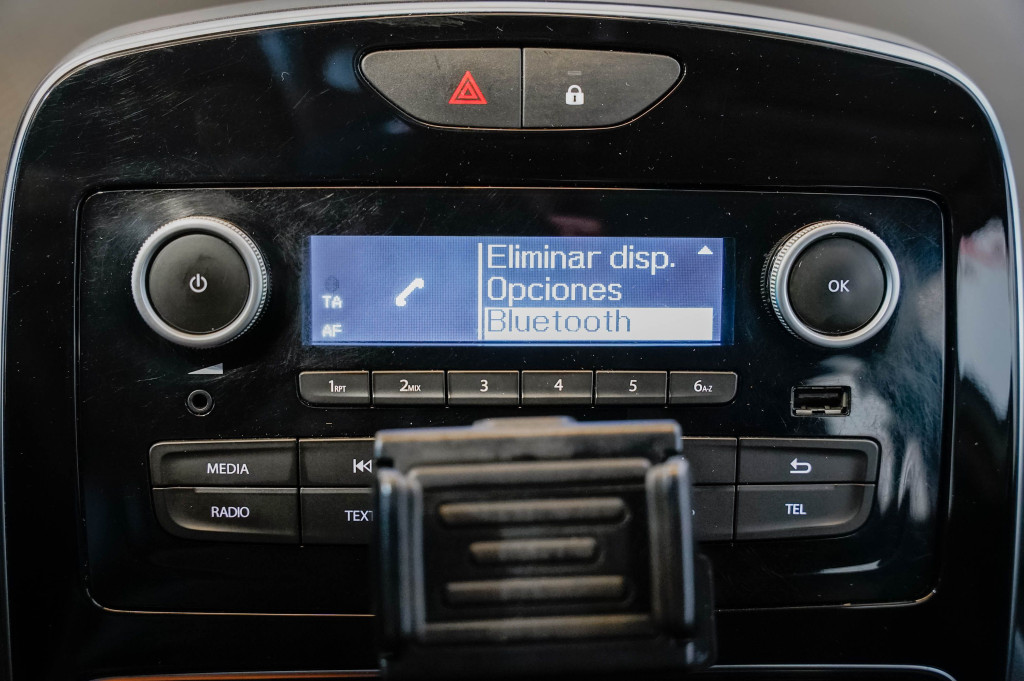 Eliminar disp.
Opciones
Bluetooth
TA
AF
OK
1RPT 2MIX 3 4 5 6A-Z
MEDIA
RADIO
TEXT
TEL